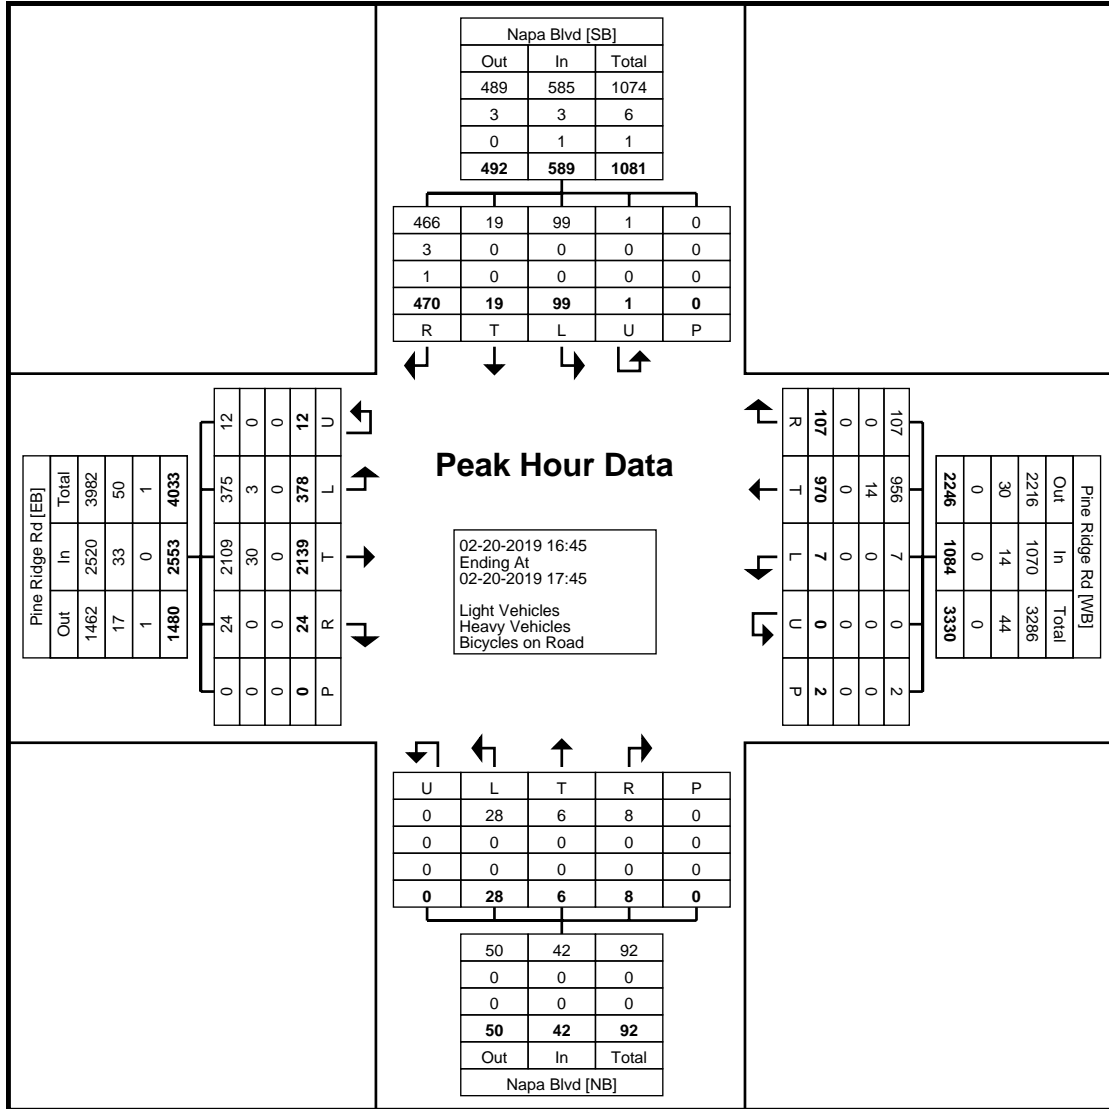 Napa Blvd [SB]
Out In Total
489 585 1074
3 3 6
0 1 1
492 589 1081
466 19 99 1 0
3 0 0 0 0
1 0 0 0 0
470 19 99 1 0
R T L U P
Pine Ridge Rd [EB]
Total In Out
3982 2520 1462
50 33 17
1 0 1
4033 2553 1480
12 375 2109 24 0
0 3 30 0 0
0 0 0 0 0
12 378 2139 24 0
U L T R P
Peak Hour Data
02-20-2019 16:45
Ending At
02-20-2019 17:45
Light Vehicles
Heavy Vehicles
Bicycles on Road
Pine Ridge Rd [WB]
Out In Total
2216 1070 3286
30 14 44
0 0 0
2246 1084 3330
107 956 7 0 2
0 14 0 0 0
0 0 0 0 0
107 970 7 0 2
R T L U P
U L T R P
0 28 6 8 0
0 0 0 0 0
0 0 0 0 0
0 28 6 8 0
50 42 92
0 0 0
0 0 0
50 42 92
Out In Total
Napa Blvd [NB]